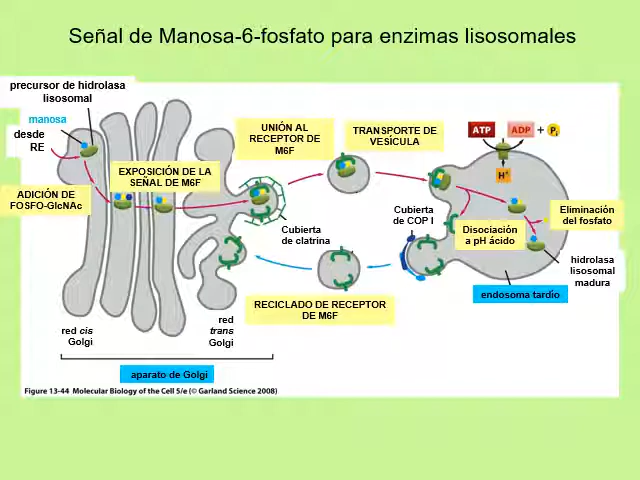 Señal de Manosa-6-fosfato para enzimas lisosomales
precursor de hidrolasa
lisosomal
manosa
desde
RE
ADICIÓN DE
FOSFO-GlcNAc
EXPOSICIÓN DE LA
SEÑAL DE M6F
UNIÓN AL
RECEPTOR DE
M6F
TRANSPORTE DE
VESÍCULA
ATP
ADP
+ Pi
H+
Cubierta
de clatrina
Cubierta
de COP I
Disociación
a pH ácido
Eliminación
del fosfato
hidrolasa
lisosomal
madura
endosoma tardío
RECICLADO DE RECEPTOR
DE M6F
red cis
Golgi
red
trans
Golgi
aparato de Golgi
Figure 13-44 Molecular Biology of the Cell 5/e (© Garland Science 2008)